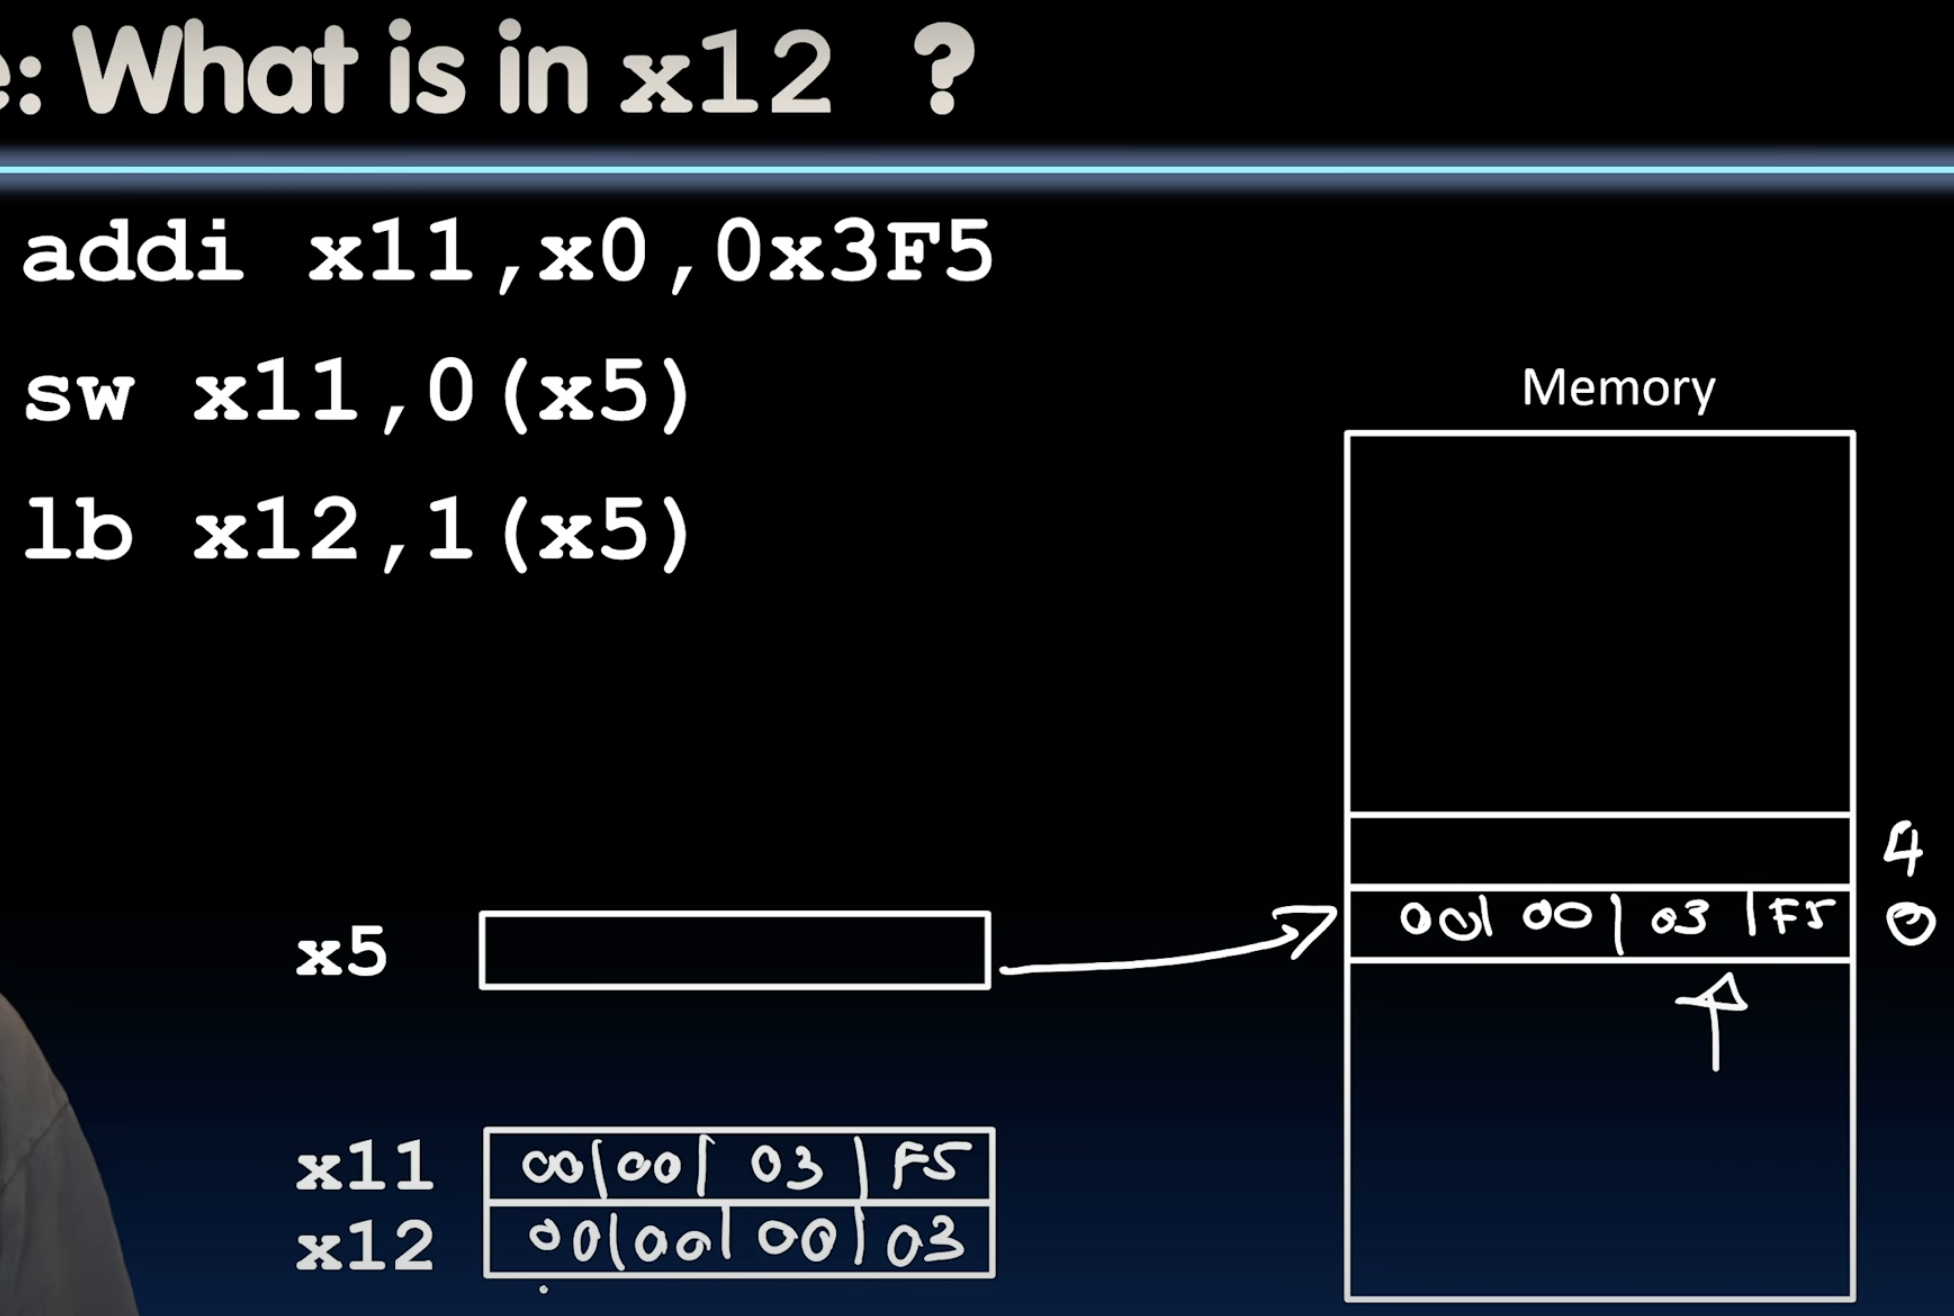 e: What is in x12 ?
addi x11,x0,0x3F5
sw x11,0(x5)
lb x12,1(x5)
Memory
4
00| 00 | 03 | F5 0
x5
x11 00|00| 03 | F5
x12 00|00| 00 | 03